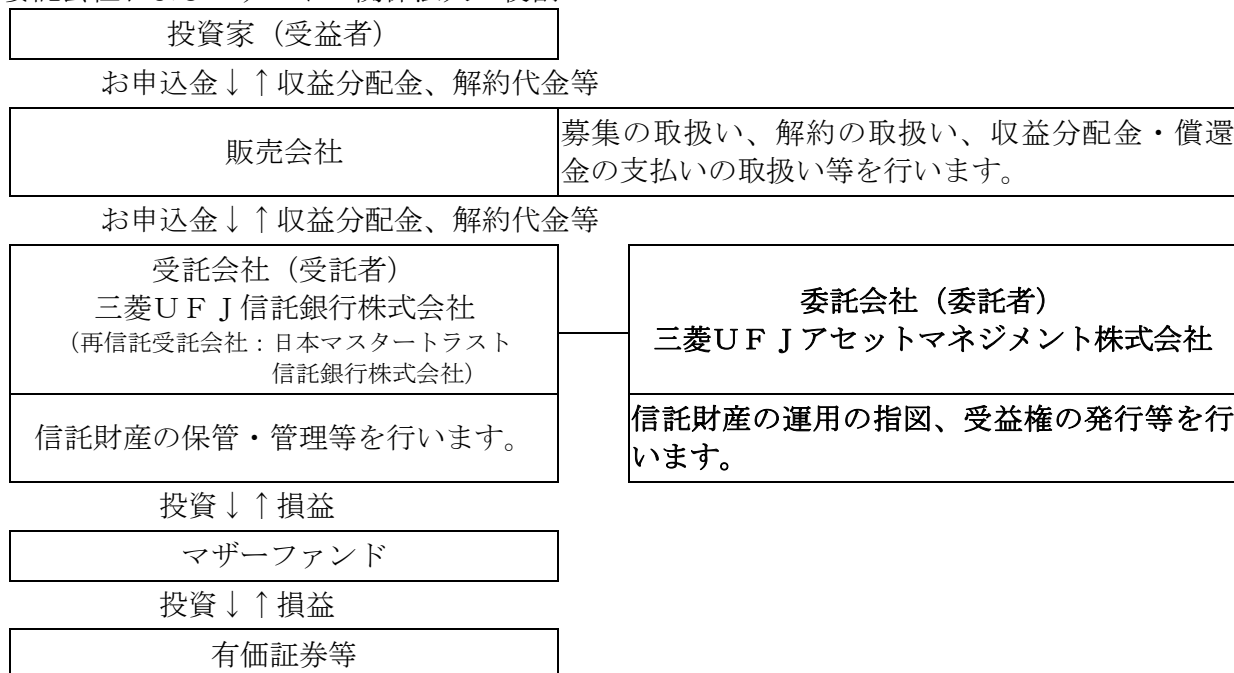 投資家（受益者）
お申込金↓↑収益分配金、解約代金等
販売会社
募集の取扱い、解約の取扱い、収益分配金・償還
金の支払いの取扱い等を行います。
お申込金↓↑収益分配金、解約代金等
受託会社（受託者）
三菱ＵＦＪ信託銀行株式会社
（再信託受託会社：日本マスタートラスト
信託銀行株式会社）
委託会社（委託者）
三菱ＵＦＪアセットマネジメント株式会社
信託財産の保管・管理等を行います。
信託財産の運用の指図、受益権の発行等を行
います。
投資↓↑損益
マザーファンド
投資↓↑損益
有価証券等